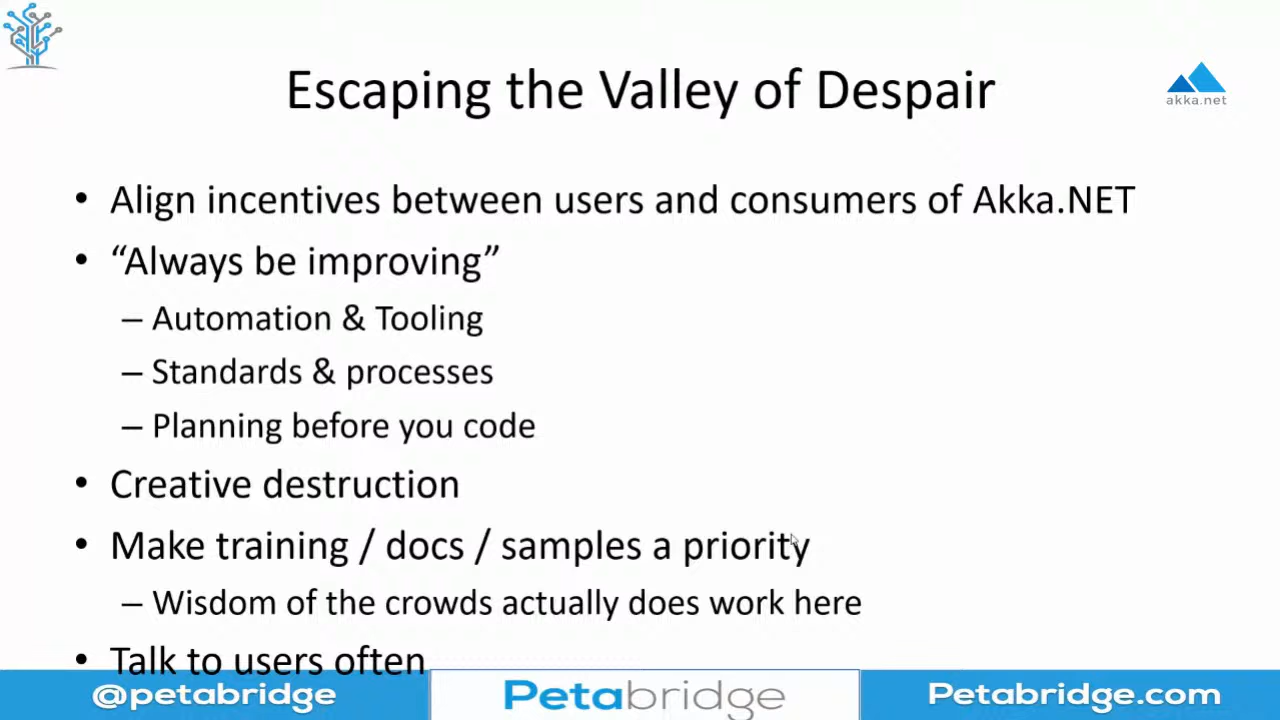 Escaping the Valley of Despair
akka.net
• Align incentives between users and consumers of Akka.NET
• “Always be improving”
– Automation & Tooling
– Standards & processes
– Planning before you code
• Creative destruction
• Make training / docs / samples a priority
– Wisdom of the crowds actually does work here
• Talk to users often
@petabridge
Petabridge
Petabridge.com